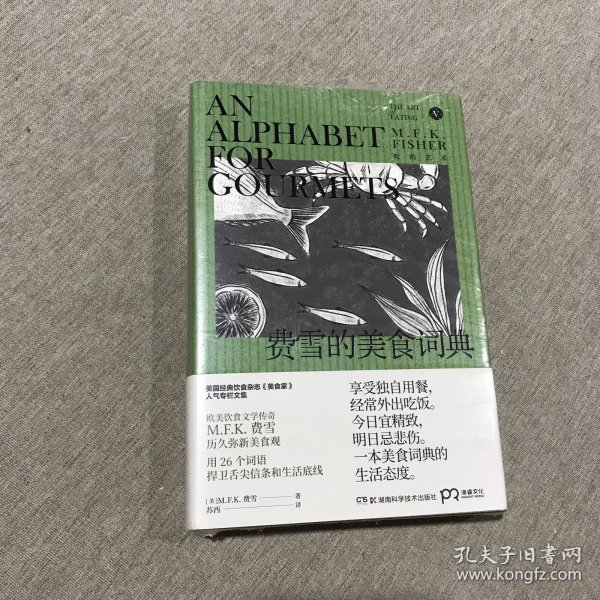 AN
ALPHABET
FOR
GOURMETS
THE ART
EATING
V
M.F.K.
FISHER
吃的艺术
费雪的美食词典
美国经典饮食杂志《美食家》
人气专栏文集
欧美饮食文学传奇
M.F.K. 费雪
历久弥新美食观
用 26 个词语
捍卫舌尖信条和生活底线
享受独自用餐，
经常外出吃饭。
今日宜精致，
明日忌悲伤。
一本美食词典的
生活态度。
[美]M.F.K. 费雪 著
苏西 译
湖南科学技术出版社
浦睿文化
孔夫子旧书网
www.kongfz.com